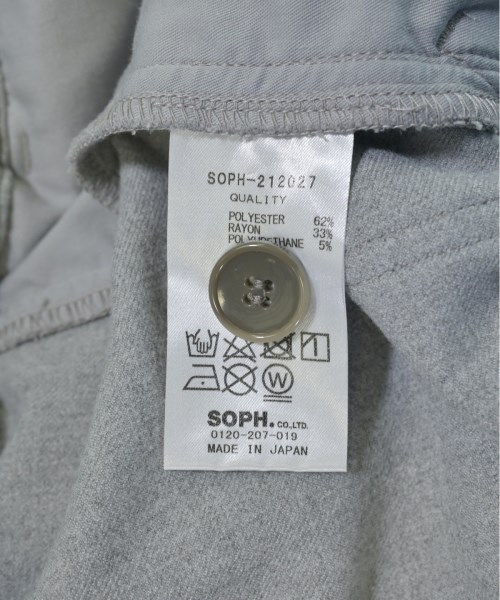 SOPH-212027
QUALITY
POLYESTER 62%
RAYON 33%
POLYURETHANE 5%
W
SOPH. CO.,LTD.
0120-207-019
MADE IN JAPAN